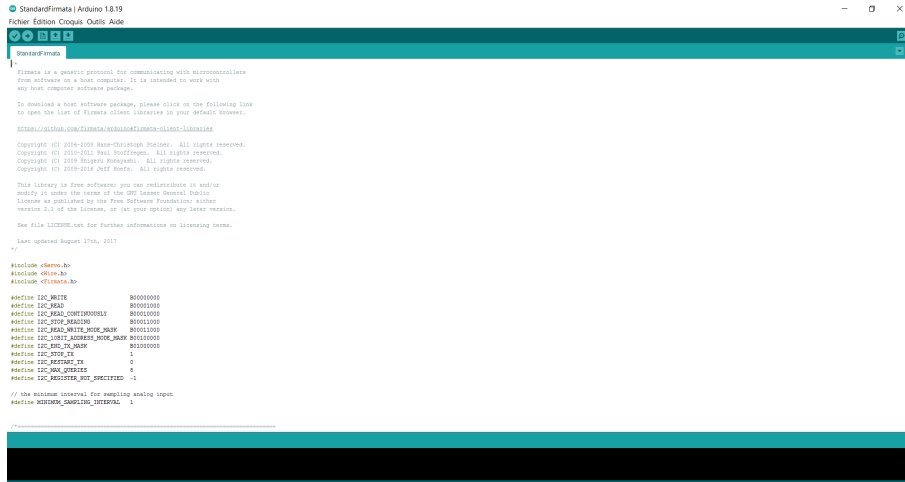 StandardFirmata | Arduino 1.8.19
Fichier Édition Croquis Outils Aide
StandardFirmata
/*
Firmata is a generic protocol for communicating with microcontrollers
from software on a host computer. It is intended to work with
any host computer software package.
To download a host software package, please click on the following link
to open the list of Firmata client libraries in your default browser.
https://github.com/firmata/arduino#firmata-client-libraries
Copyright (C) 2006-2008 Hans-Christoph Steiner.  All rights reserved.
Copyright (C) 2010-2011 Paul Stoffregen.  All rights reserved.
Copyright (C) 2009 Shigeru Kobayashi.  All rights reserved.
Copyright (C) 2009-2016 Jeff Hoefs.  All rights reserved.
This library is free software; you can redistribute it and/or
modify it under the terms of the GNU Lesser General Public
License as published by the Free Software Foundation; either
version 2.1 of the License, or (at your option) any later version.
See file LICENSE.txt for further informations on licensing terms.
Last updated August 17th, 2017
*/
#include <Servo.h>
#include <Wire.h>
#include <Firmata.h>
#define I2C_WRITE B00000000
#define I2C_READ B00001000
#define I2C_READ_CONTINUOUSLY B00010000
#define I2C_STOP_READING B00011000
#define I2C_READ_WRITE_MODE_MASK B00011000
#define I2C_10BIT_ADDRESS_MODE_MASK B00100000
#define I2C_END_TX_MASK B01000000
#define I2C_STOP_TX 1
#define I2C_RESTART_TX 0
#define I2C_MAX_QUERIES 8
#define I2C_REGISTER_NOT_SPECIFIED -1
// the minimum interval for sampling analog input
#define MINIMUM_SAMPLING_INTERVAL 1
/*==============================================================================